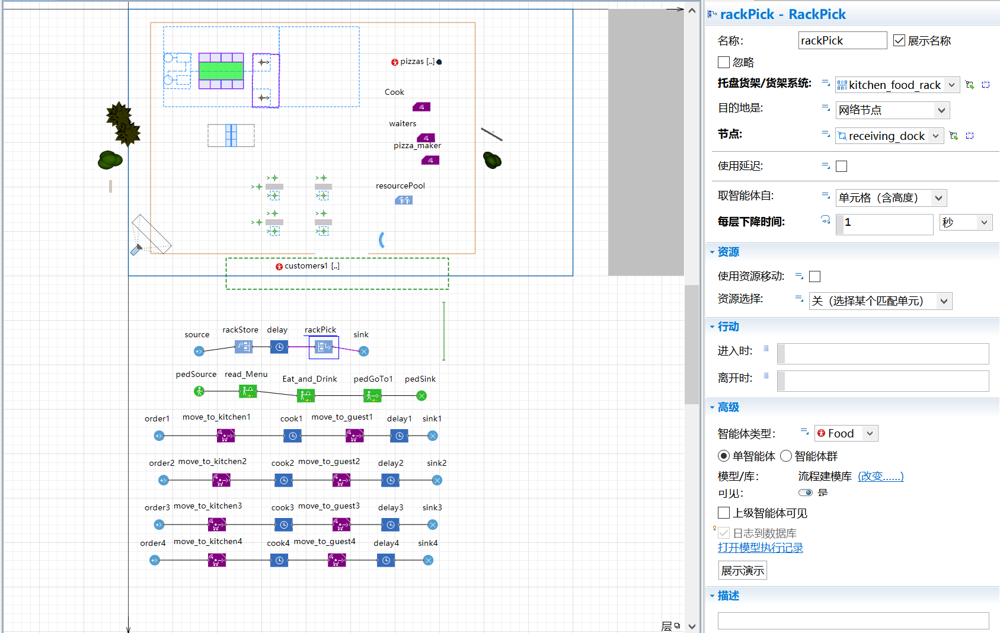 pizzas [..]
Cook
waiters
pizza_maker
resourcePool
customers1 [..]
source
rackStore
delay
rackPick
sink
pedSource
read_Menu
Eat_and_Drink
pedGoTo1
pedSink
order1
move_to_kitchen1
cook1
move_to_guest1
delay1
sink1
order2
move_to_kitchen2
cook2
move_to_guest2
delay2
sink2
order3
move_to_kitchen3
cook3
move_to_guest3
delay3
sink3
order4
move_to_kitchen4
cook4
move_to_guest4
delay4
sink4
层
rackPick - RackPick
名称: rackPick 展示名称
忽略
托盘货架/货架系统: kitchen_food_rack
目的地是: 网络节点
节点: receiving_dock
使用延迟:
取智能体自: 单元格（含高度）
每层下降时间: 1 秒
资源
使用资源移动:
资源选择: 关（选择某个匹配单元）
行动
进入时:
离开时:
高级
智能体类型: Food
单智能体 智能体群
模型/库: 流程建模库 (改变......)
可见: 是
上级智能体可见
日志到数据库
打开模型执行记录
展示演示
描述